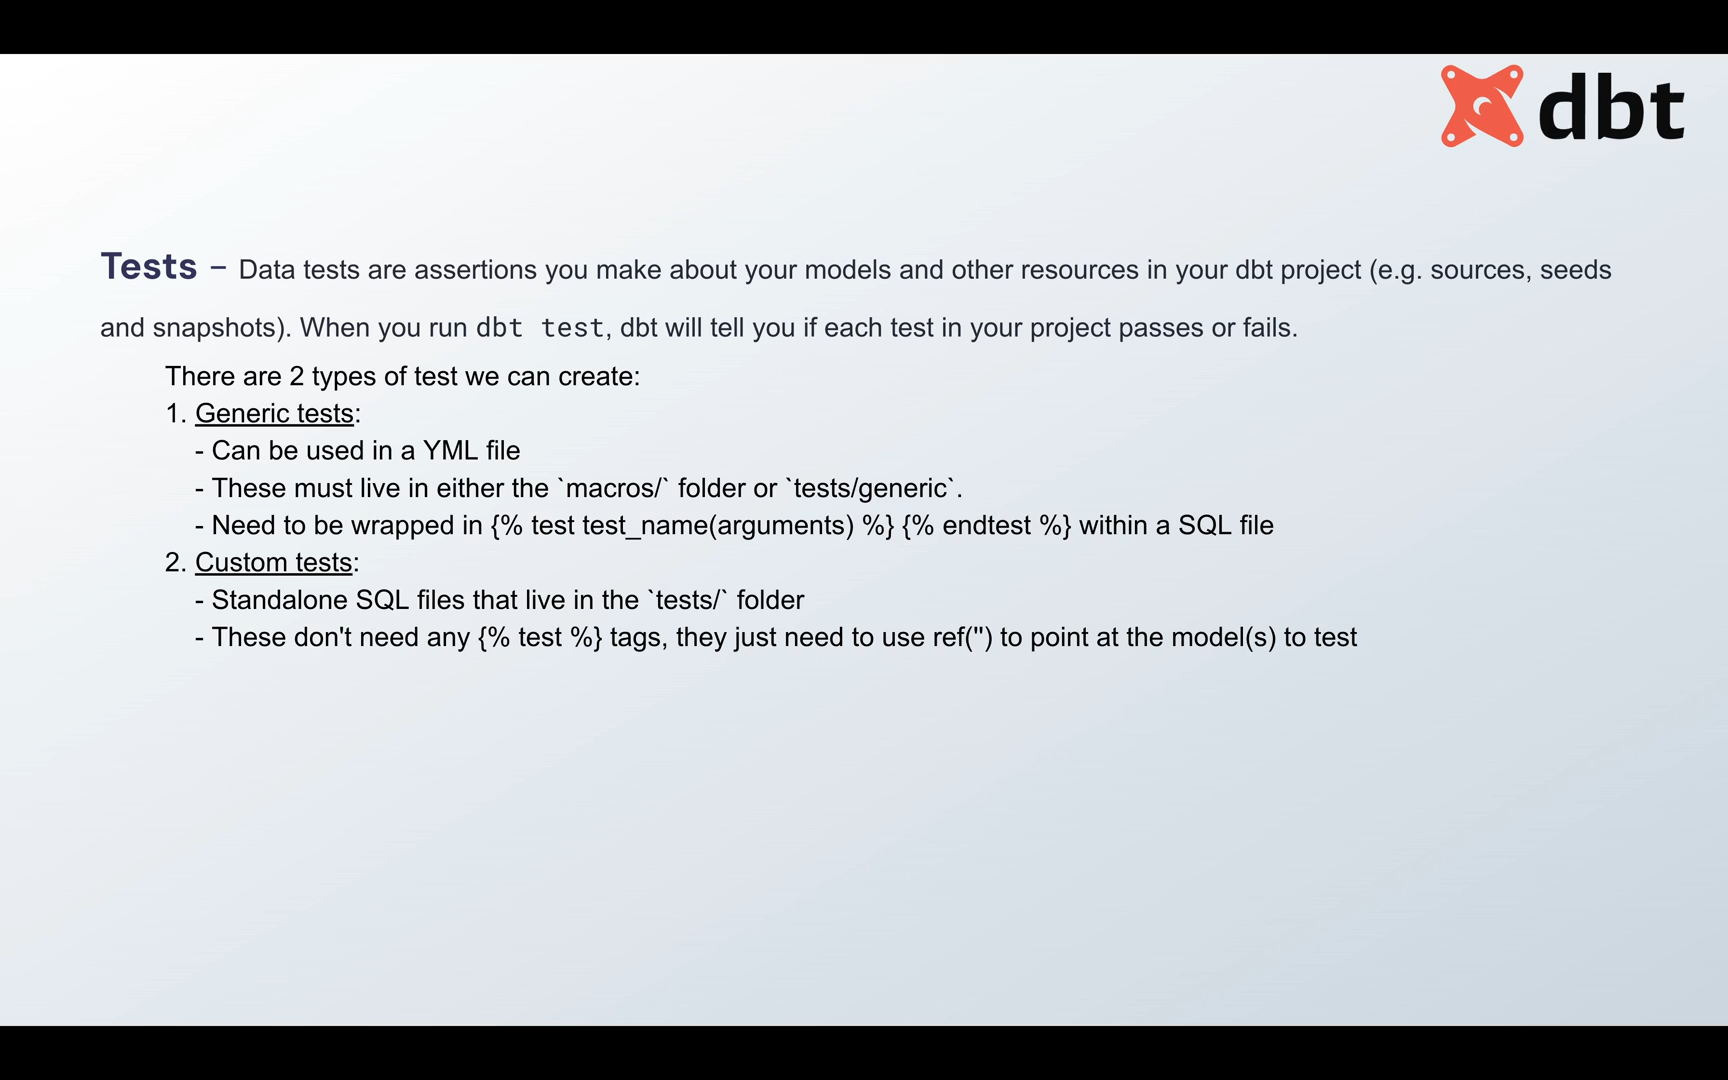 dbt
Tests – Data tests are assertions you make about your models and other resources in your dbt project (e.g. sources, seeds
and snapshots). When you run dbt test, dbt will tell you if each test in your project passes or fails.
There are 2 types of test we can create:
1. Generic tests:
- Can be used in a YML file
- These must live in either the `macros/` folder or `tests/generic`.
- Need to be wrapped in {% test test_name(arguments) %} {% endtest %} within a SQL file
2. Custom tests:
- Standalone SQL files that live in the `tests/` folder
- These don't need any {% test %} tags, they just need to use ref('') to point at the model(s) to test